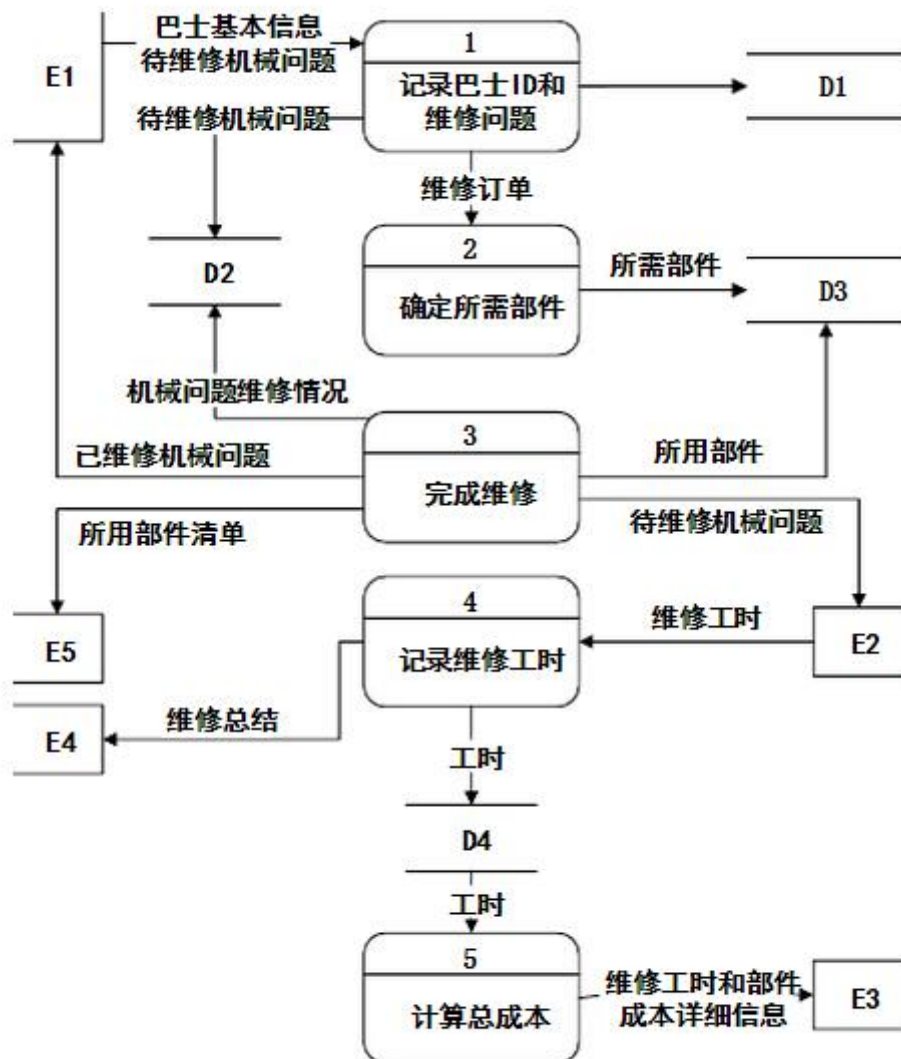 巴士基本信息
待维修机械问题
E1
1
记录巴士ID和
维修问题
D1
待维修机械问题
维修订单
D2
2
确定所需部件
所需部件
D3
机械问题维修情况
3
完成维修
已维修机械问题
所用部件
所用部件清单
待维修机械问题
E5
4
记录维修工时
维修工时
E2
E4
维修总结
工时
D4
工时
5
计算总成本
维修工时和部件
成本详细信息
E3